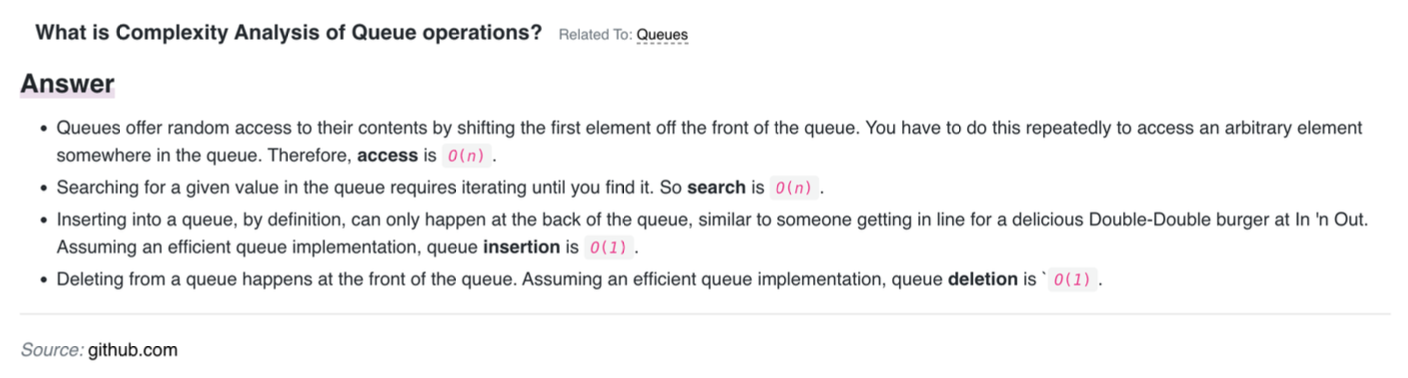 What is Complexity Analysis of Queue operations? Related To: Queues
Answer
• Queues offer random access to their contents by shifting the first element off the front of the queue. You have to do this repeatedly to access an arbitrary element
somewhere in the queue. Therefore, access is O(n) .
• Searching for a given value in the queue requires iterating until you find it. So search is O(n) .
• Inserting into a queue, by definition, can only happen at the back of the queue, similar to someone getting in line for a delicious Double-Double burger at In 'n Out.
Assuming an efficient queue implementation, queue insertion is O(1) .
• Deleting from a queue happens at the front of the queue. Assuming an efficient queue implementation, queue deletion is ` O(1) .
Source: github.com